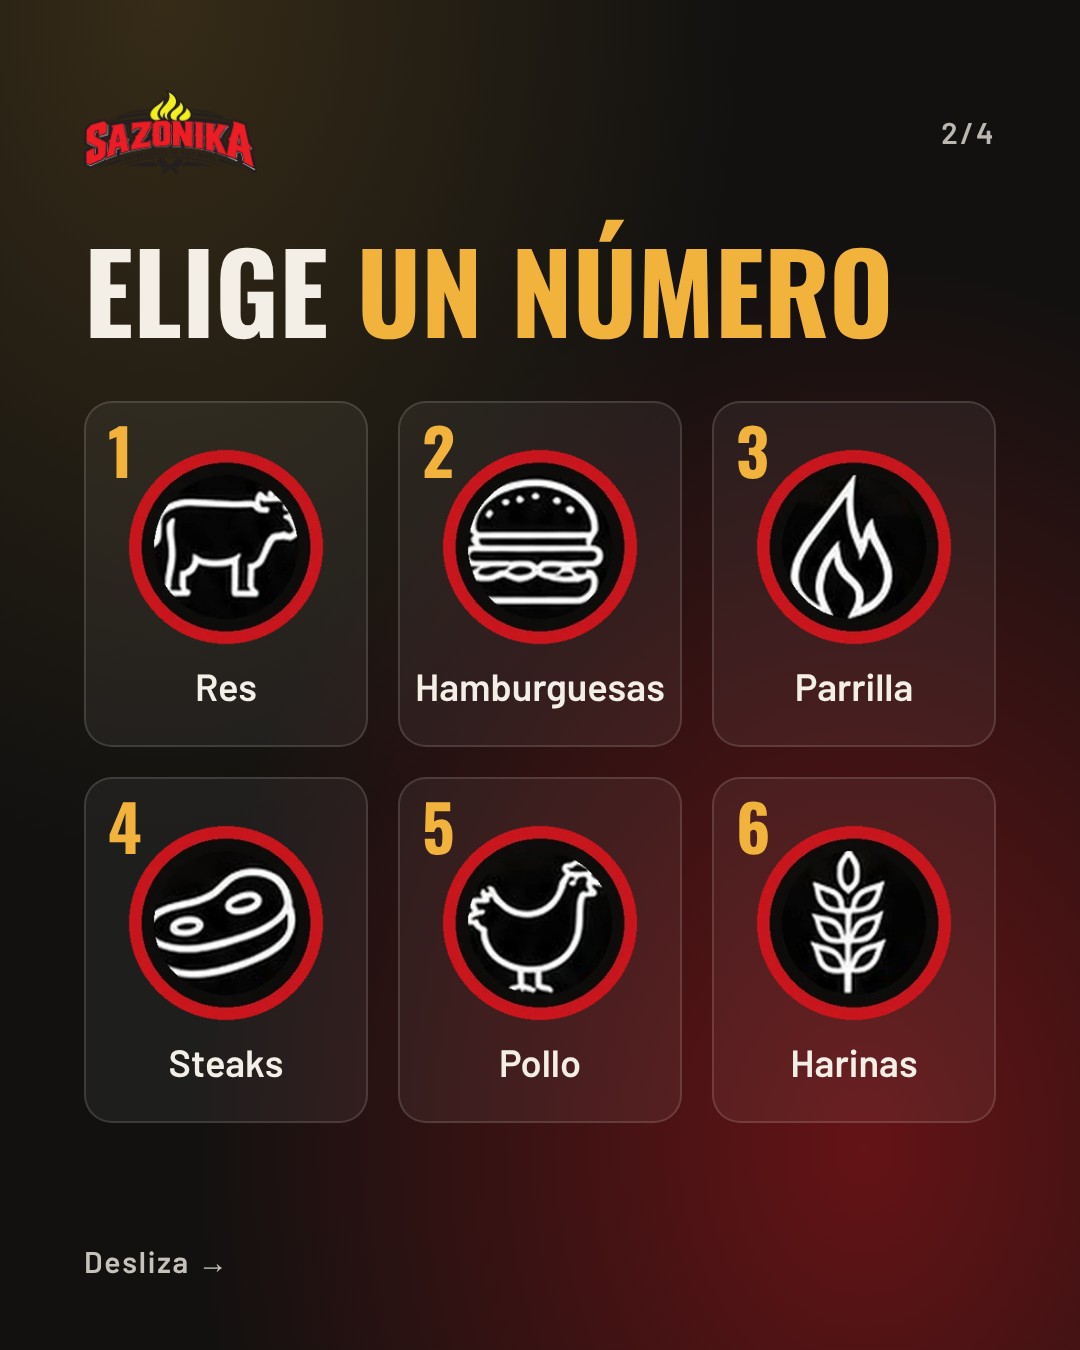 SAZONIKA
2/4
ELIGE UN NÚMERO
1
Res
2
Hamburguesas
3
Parrilla
4
Steaks
5
Pollo
6
Harinas
Desliza →